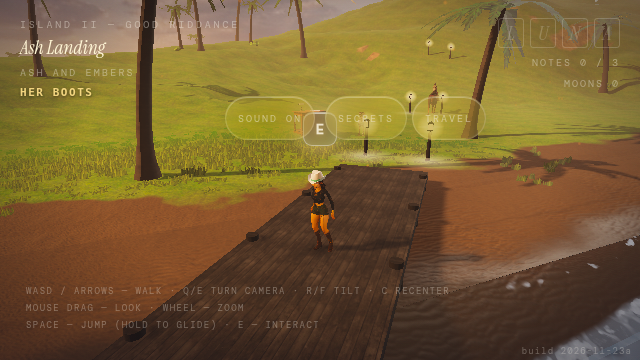 ISLAND II — GOOD RIDDANCE
Ash Landing
ASH AND EMBERS
HER BOOTS
L U N A
NOTES 0 / 3
MOONS 0
SOUND ON
SECRETS
TRAVEL
E
WASD / ARROWS — WALK · Q/E TURN CAMERA · R/F TILT · C RECENTER
MOUSE DRAG — LOOK · WHEEL — ZOOM
SPACE — JUMP (HOLD TO GLIDE) · E — INTERACT